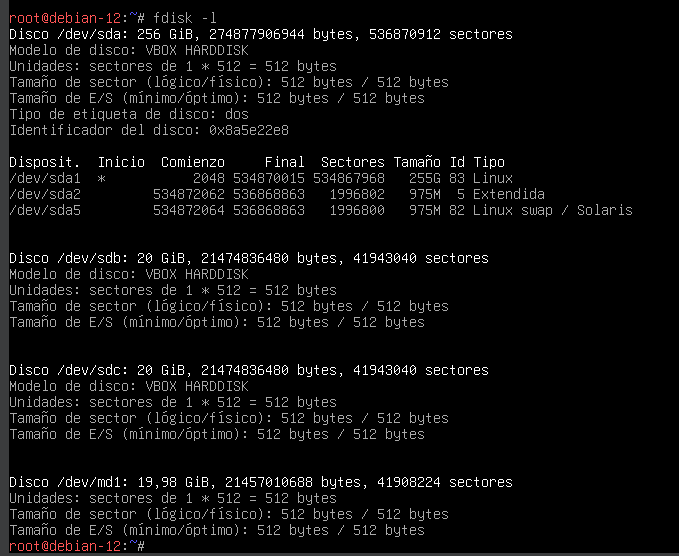 root@debian-12:~# fdisk -l
Disco /dev/sda: 256 GiB, 274877906944 bytes, 536870912 sectores
Modelo de disco: VBOX HARDDISK
Unidades: sectores de 1 * 512 = 512 bytes
Tamaño de sector (lógico/físico): 512 bytes / 512 bytes
Tamaño de E/S (mínimo/óptimo): 512 bytes / 512 bytes
Tipo de etiqueta de disco: dos
Identificador del disco: 0x8a5e22e8
Disposit.  Inicio  Comienzo     Final  Sectores Tamaño Id Tipo
/dev/sda1  *           2048 534870015 534867968   255G 83 Linux
/dev/sda2         534872062 536868863   1996802   975M  5 Extendida
/dev/sda5         534872064 536868863   1996800   975M 82 Linux swap / Solaris
Disco /dev/sdb: 20 GiB, 21474836480 bytes, 41943040 sectores
Modelo de disco: VBOX HARDDISK
Unidades: sectores de 1 * 512 = 512 bytes
Tamaño de sector (lógico/físico): 512 bytes / 512 bytes
Tamaño de E/S (mínimo/óptimo): 512 bytes / 512 bytes
Disco /dev/sdc: 20 GiB, 21474836480 bytes, 41943040 sectores
Modelo de disco: VBOX HARDDISK
Unidades: sectores de 1 * 512 = 512 bytes
Tamaño de sector (lógico/físico): 512 bytes / 512 bytes
Tamaño de E/S (mínimo/óptimo): 512 bytes / 512 bytes
Disco /dev/md1: 19,98 GiB, 21457010688 bytes, 41908224 sectores
Unidades: sectores de 1 * 512 = 512 bytes
Tamaño de sector (lógico/físico): 512 bytes / 512 bytes
Tamaño de E/S (mínimo/óptimo): 512 bytes / 512 bytes
root@debian-12:~#